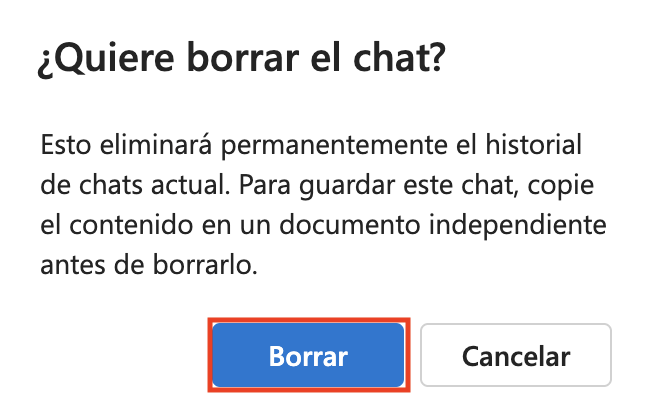 ¿Quiere borrar el chat?
Esto eliminará permanentemente el historial
de chats actual. Para guardar este chat, copie
el contenido en un documento independiente
antes de borrarlo.
Borrar
Cancelar